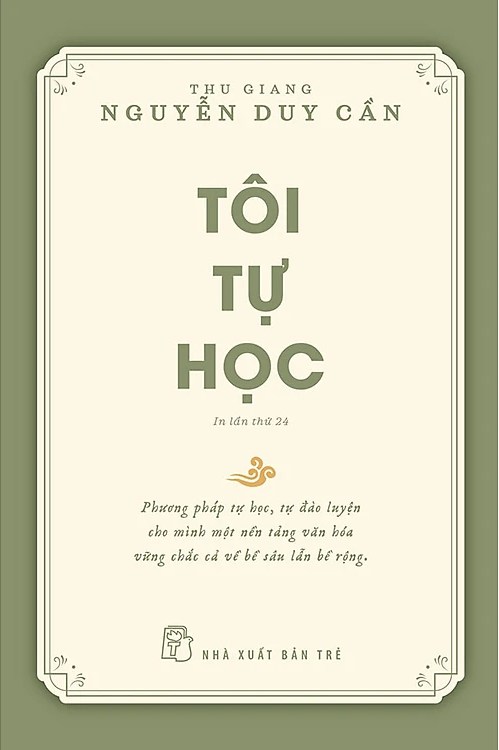 THU GIANG
NGUYỄN DUY CẦN
TÔI
TỰ
HỌC
In lần thứ 24
Phương pháp tự học, tự đào luyện
cho mình một nền tảng văn hóa
vững chắc cả về bề sâu lẫn bề rộng.
T
NHÀ XUẤT BẢN TRẺ